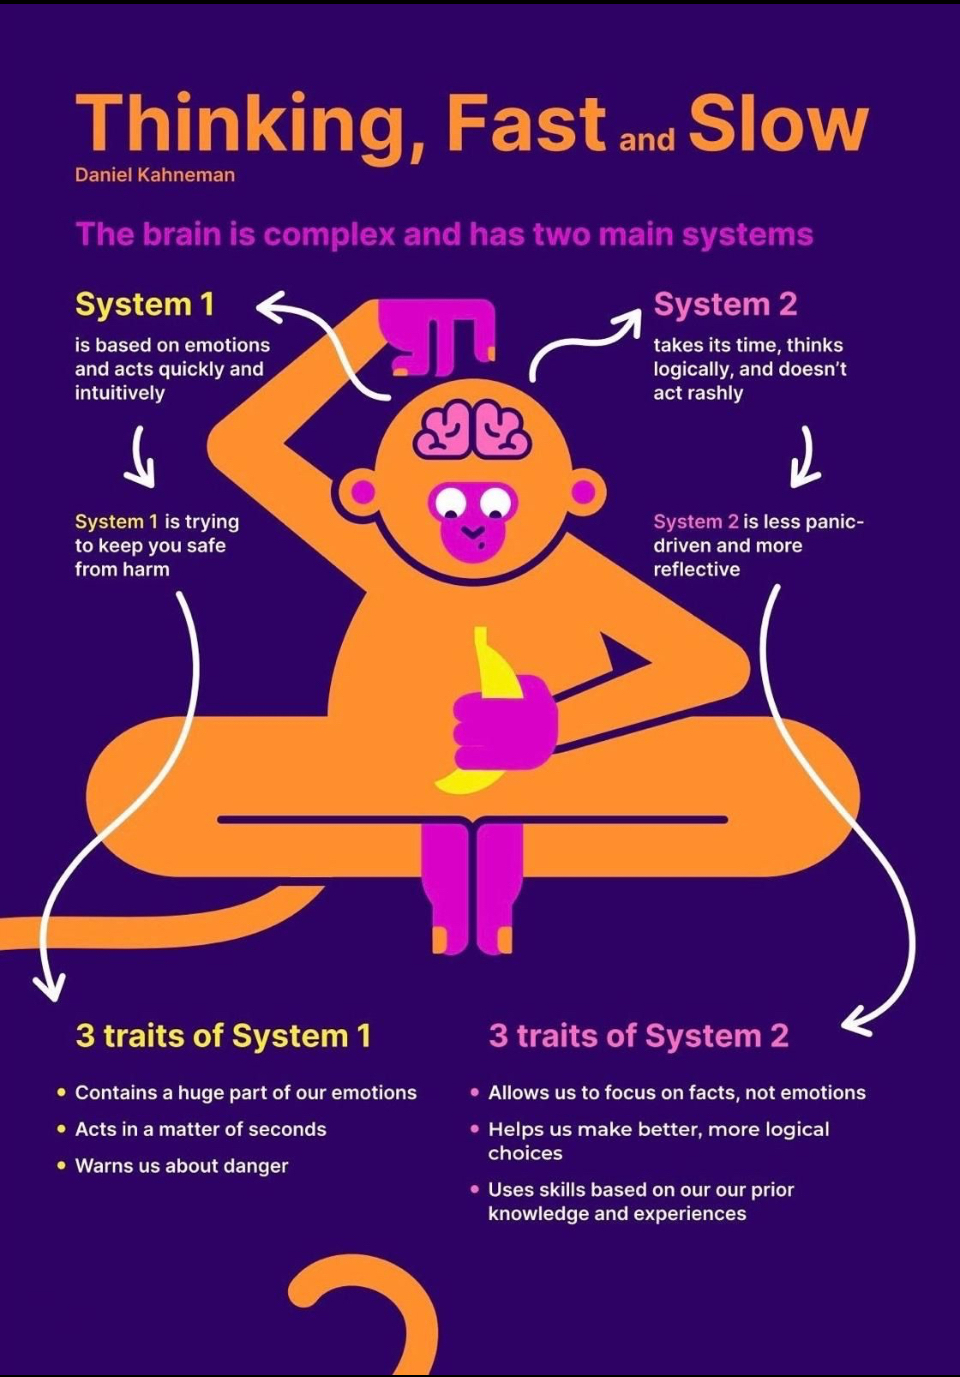 Thinking, Fast and Slow
Daniel Kahneman
The brain is complex and has two main systems
System 1
is based on emotions
and acts quickly and
intuitively
System 1 is trying
to keep you safe
from harm
System 2
takes its time, thinks
logically, and doesn't
act rashly
System 2 is less panic-
driven and more
reflective
3 traits of System 1
• Contains a huge part of our emotions
• Acts in a matter of seconds
• Warns us about danger
3 traits of System 2
• Allows us to focus on facts, not emotions
• Helps us make better, more logical
choices
• Uses skills based on our our prior
knowledge and experiences